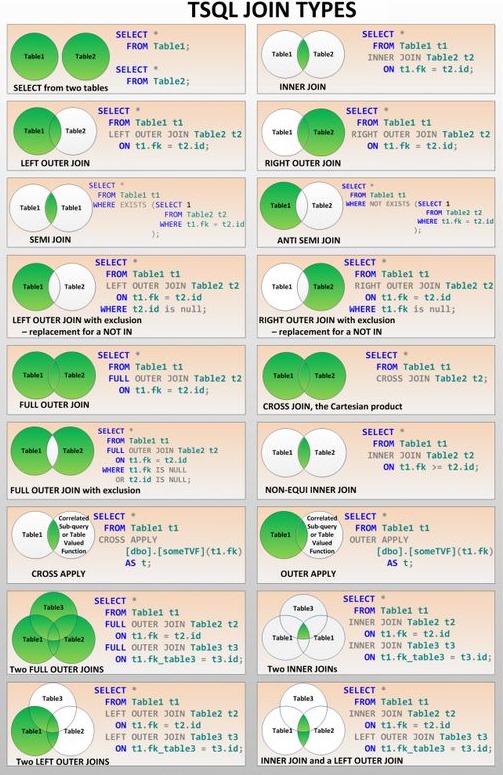 TSQL JOIN TYPES
Table1 Table2
SELECT *
FROM Table1;
SELECT *
FROM Table2;
SELECT from two tables
Table1 Table2
SELECT *
FROM Table1 t1
INNER JOIN Table2 t2
ON t1.fk = t2.id;
INNER JOIN
Table1 Table2
SELECT *
FROM Table1 t1
LEFT OUTER JOIN Table2 t2
ON t1.fk = t2.id;
LEFT OUTER JOIN
Table1 Table2
SELECT *
FROM Table1 t1
RIGHT OUTER JOIN Table2 t2
ON t1.fk = t2.id;
RIGHT OUTER JOIN
Table1 Table1
SELECT *
FROM Table1 t1
WHERE EXISTS (SELECT 1
FROM Table2 t2
WHERE t1.fk = t2.id
);
SEMI JOIN
Table1 Table2
SELECT *
FROM Table1 t1
WHERE NOT EXISTS (SELECT 1
FROM Table2 t2
WHERE t1.fk = t2.id
);
ANTI SEMI JOIN
Table1 Table2
SELECT *
FROM Table1 t1
LEFT OUTER JOIN Table2 t2
ON t1.fk = t2.id
WHERE t2.id is null;
LEFT OUTER JOIN with exclusion
– replacement for a NOT IN
Table1 Table2
SELECT *
FROM Table1 t1
RIGHT OUTER JOIN Table2 t2
ON t1.fk = t2.id
WHERE t1.fk is null;
RIGHT OUTER JOIN with exclusion
– replacement for a NOT IN
Table1 Table2
SELECT *
FROM Table1 t1
FULL OUTER JOIN Table2 t2
ON t1.fk = t2.id;
FULL OUTER JOIN
Table1 Table2
SELECT *
FROM Table1 t1
CROSS JOIN Table2 t2;
CROSS JOIN, the Cartesian product
Table1 Table2
SELECT *
FROM Table1 t1
FULL OUTER JOIN Table2 t2
ON t1.fk = t2.id
WHERE t1.fk IS NULL
OR t2.id IS NULL;
FULL OUTER JOIN with exclusion
Table1 Table2
SELECT *
FROM Table1 t1
INNER JOIN Table2 t2
ON t1.fk >= t2.id;
NON-EQUI INNER JOIN
Table1
Correlated
Sub-query
or Table
Valued
Function
SELECT *
FROM Table1 t1
CROSS APPLY
[dbo].[someTVF](t1.fk)
AS t;
CROSS APPLY
Table1
Correlated
Sub-query
or Table
Valued
Function
SELECT *
FROM Table1 t1
OUTER APPLY
[dbo].[someTVF](t1.fk)
AS t;
OUTER APPLY
Table3
Table1 Table2
SELECT *
FROM Table1 t1
FULL OUTER JOIN Table2 t2
ON t1.fk = t2.id
FULL OUTER JOIN Table3 t3
ON t1.fk_table3 = t3.id;
Two FULL OUTER JOINS
Table3
Table1 Table1
SELECT *
FROM Table1 t1
INNER JOIN Table2 t2
ON t1.fk = t2.id
INNER JOIN Table3 t3
ON t1.fk_table3 = t3.id;
Two INNER JOINs
Table3
Table1 Table2
SELECT *
FROM Table1 t1
LEFT OUTER JOIN Table2 t2
ON t1.fk = t2.id
LEFT OUTER JOIN Table3 t3
ON t1.fk_table3 = t3.id;
Two LEFT OUTER JOINS
Table3
Table1 Table2
SELECT *
FROM Table1 t1
INNER JOIN Table2 t2
ON t1.fk = t2.id
LEFT OUTER JOIN Table3 t3
ON t1.fk_table3 = t3.id;
INNER JOIN and a LEFT OUTER JOIN